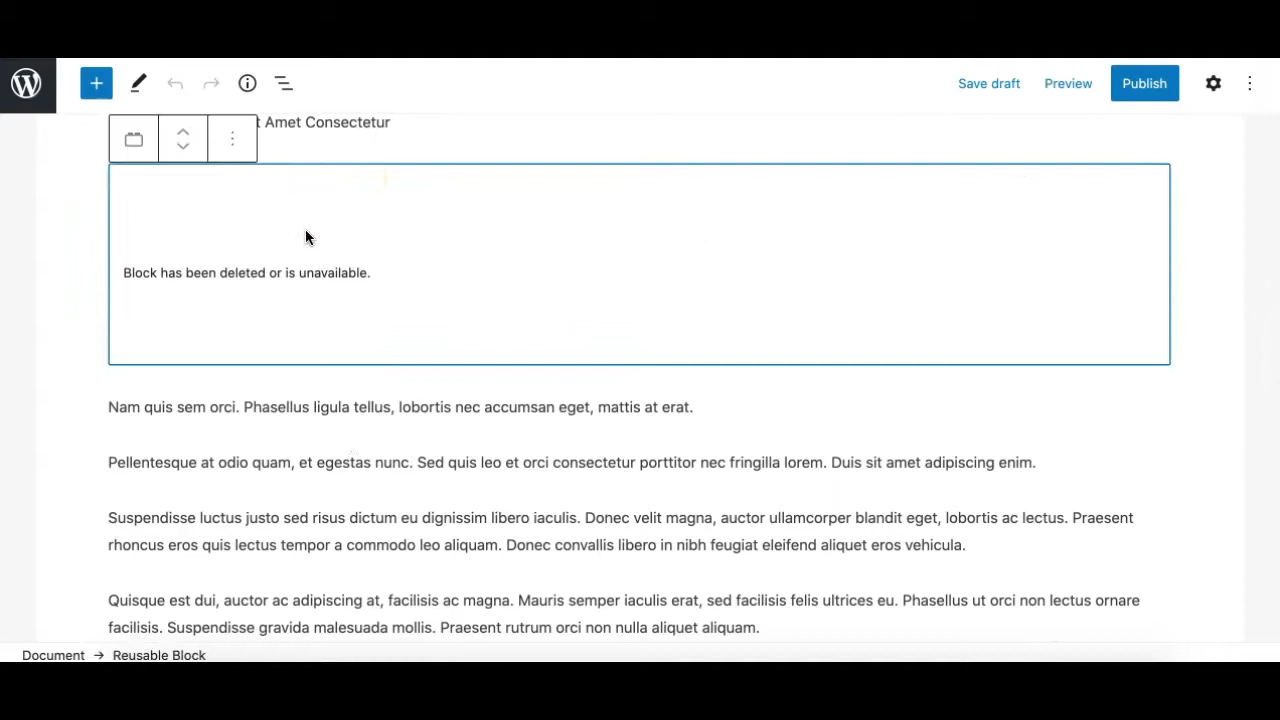 Save draft Preview Publish
t Amet Consectetur
Block has been deleted or is unavailable.
Nam quis sem orci. Phasellus ligula tellus, lobortis nec accumsan eget, mattis at erat.
Pellentesque at odio quam, et egestas nunc. Sed quis leo et orci consectetur porttitor nec fringilla lorem. Duis sit amet adipiscing enim.
Suspendisse luctus justo sed risus dictum eu dignissim libero iaculis. Donec velit magna, auctor ullamcorper blandit eget, lobortis ac lectus. Praesent
rhoncus eros quis lectus tempor a commodo leo aliquam. Donec convallis libero in nibh feugiat eleifend aliquet eros vehicula.
Quisque est dui, auctor ac adipiscing at, facilisis ac magna. Mauris semper iaculis erat, sed facilisis felis ultrices eu. Phasellus ut orci non lectus ornare
facilisis. Suspendisse gravida malesuada mollis. Praesent rutrum orci non nulla aliquet aliquam.
Document → Reusable Block